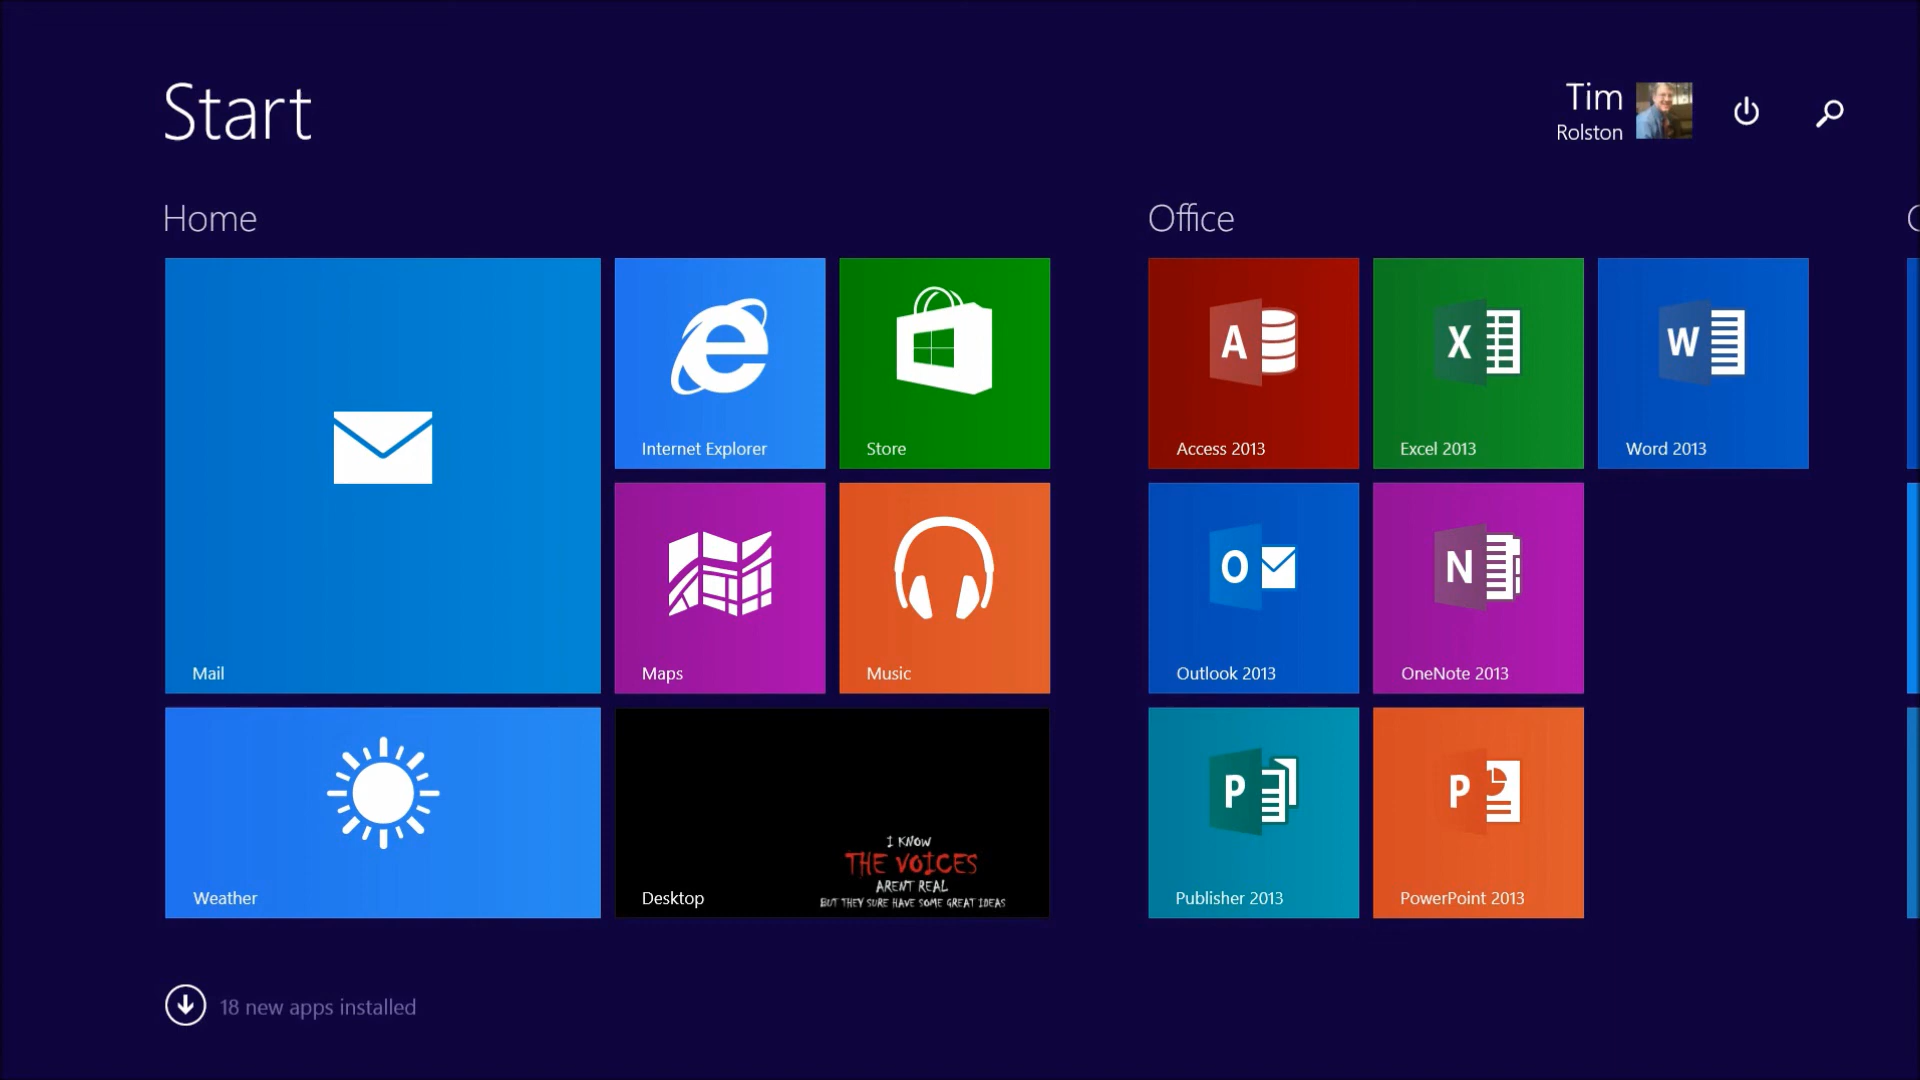 Start
Tim
Rolston
Home
Office
Internet Explorer
Store
Access 2013
Excel 2013
Word 2013
Mail
Maps
Music
Outlook 2013
OneNote 2013
Weather
Desktop
I KNOW
THE VOICES
ARENT REAL
BUT THEY SURE HAVE SOME GREAT IDEAS
Publisher 2013
PowerPoint 2013
18 new apps installed